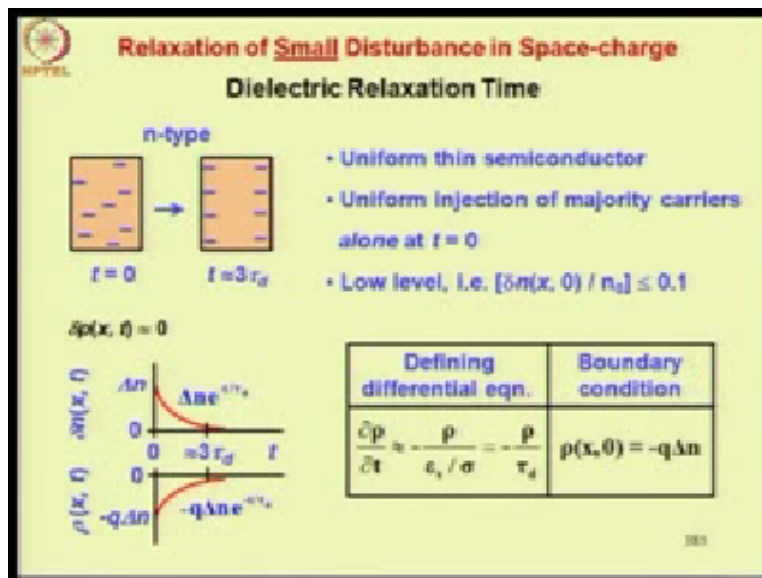 NPTEL
Relaxation of Small Disturbance in Space-charge
Dielectric Relaxation Time
n-type
t = 0
t ≈ 3τd
• Uniform thin semiconductor
• Uniform injection of majority carriers
alone at t = 0
• Low level, i.e. [δn(x, 0) / n0] ≤ 0.1
δp(x, t) ≈ 0
δn(x, t)
Δn
Δne^(-t/τd)
0
0 ≈3τd t
ρ(x, t)
0
-qΔn
-qΔne^(-t/τd)
Defining
differential eqn.
Boundary
condition
∂ρ/∂t ≈ - ρ/(εs / σ) = - ρ/τd
ρ(x,0) = -qΔn